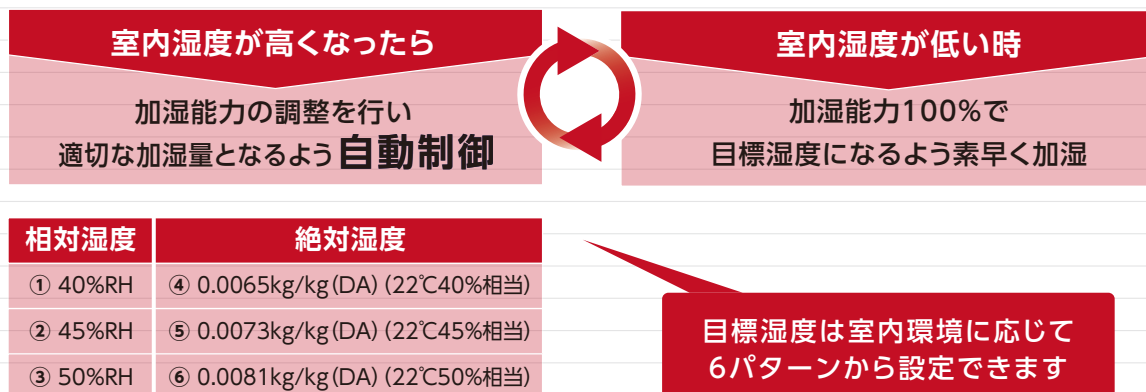 室内湿度が高くなったら
加湿能力の調整を行い
適切な加湿量となるよう自動制御
室内湿度が低い時
加湿能力100%で
目標湿度になるよう素早く加湿
相対湿度 絶対湿度
① 40%RH ④ 0.0065kg/kg(DA) (22℃40%相当)
② 45%RH ⑤ 0.0073kg/kg(DA) (22℃45%相当)
③ 50%RH ⑥ 0.0081kg/kg(DA) (22℃50%相当)
目標湿度は室内環境に応じて
6パターンから設定できます